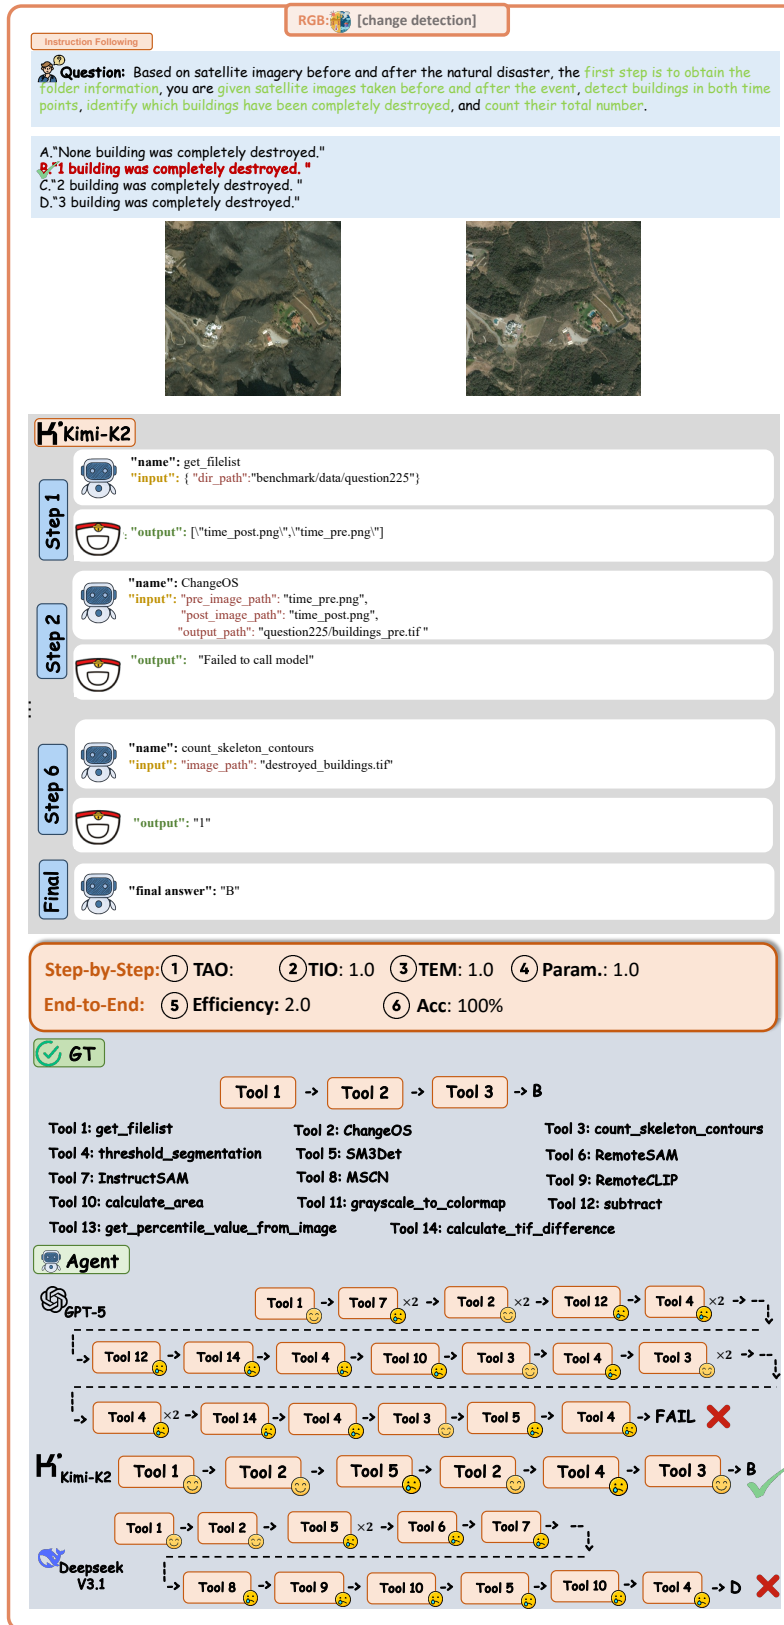 RGB: [change detection]
Instruction Following
Question: Based on satellite imagery before and after the natural disaster, the first step is to obtain the
folder information, you are given satellite images taken before and after the event, detect buildings in both time
points, identify which buildings have been completely destroyed, and count their total number.
A."None building was completely destroyed."
B."1 building was completely destroyed. "
C."2 building was completely destroyed. "
D."3 building was completely destroyed."
Kimi-K2
Step 1
"name": get_filelist
"input": { "dir_path":"benchmark/data/question225"}
: "output": [\"time_post.png\",\"time_pre.png\"]
Step 2
"name": ChangeOS
"input": "pre_image_path": "time_pre.png",
"post_image_path": "time_post.png",
"output_path": "question225/buildings_pre.tif "
"output": "Failed to call model"
⋮
Step 6
"name": count_skeleton_contours
"input": "image_path": "destroyed_buildings.tif"
"output": "1"
Final
"final answer": "B"
Step-by-Step: 1 TAO: 2 TIO: 1.0 3 TEM: 1.0 4 Param.: 1.0
End-to-End: 5 Efficiency: 2.0 6 Acc: 100%
GT
Tool 1 -> Tool 2 -> Tool 3 -> B
Tool 1: get_filelist Tool 2: ChangeOS Tool 3: count_skeleton_contours
Tool 4: threshold_segmentation Tool 5: SM3Det Tool 6: RemoteSAM
Tool 7: InstructSAM Tool 8: MSCN Tool 9: RemoteCLIP
Tool 10: calculate_area Tool 11: grayscale_to_colormap Tool 12: subtract
Tool 13: get_percentile_value_from_image Tool 14: calculate_tif_difference
Agent
GPT-5
Tool 1 -> Tool 7 ×2 -> Tool 2 ×2 -> Tool 12 -> Tool 4 ×2 -> --
-> Tool 12 -> Tool 14 -> Tool 4 -> Tool 10 -> Tool 3 -> Tool 4 -> Tool 3 ×2 -> --
-> Tool 4 ×2 -> Tool 14 -> Tool 4 -> Tool 3 -> Tool 5 -> Tool 4 -> FAIL
Kimi-K2 Tool 1 -> Tool 2 -> Tool 5 -> Tool 2 -> Tool 4 -> Tool 3 -> B
Tool 1 -> Tool 2 -> Tool 5 ×2 -> Tool 6 -> Tool 7 -> --
Deepseek
V3.1
-> Tool 8 -> Tool 9 -> Tool 10 -> Tool 5 -> Tool 10 -> Tool 4 -> D